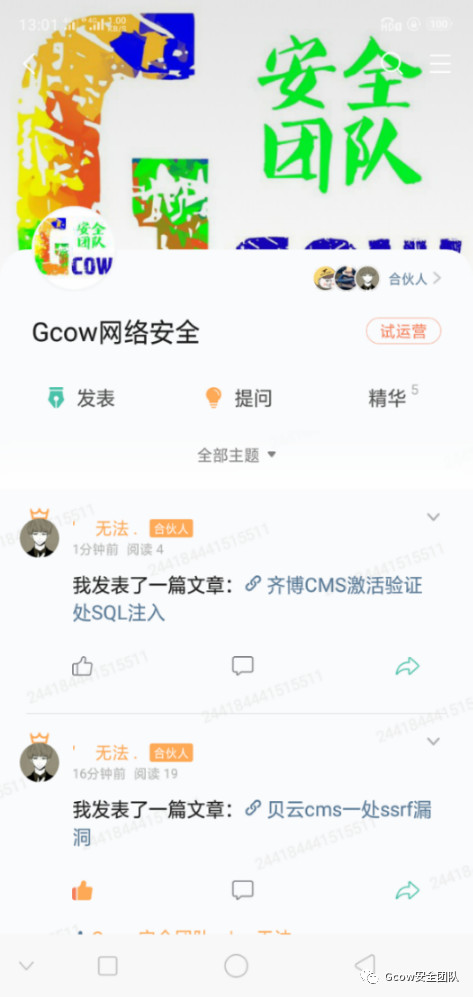 13:01
安全
团队
安全
团队
COW
合伙人
Gcow网络安全
试运营
发表
提问
精华 5
全部主题
无法 .
合伙人
1分钟前 阅读 4
我发表了一篇文章： 齐博CMS激活验证
处SQL注入
244184441515511
无法 .
合伙人
16分钟前 阅读 19
我发表了一篇文章： 贝云cms一处ssrf漏
洞
Gcow安全团队